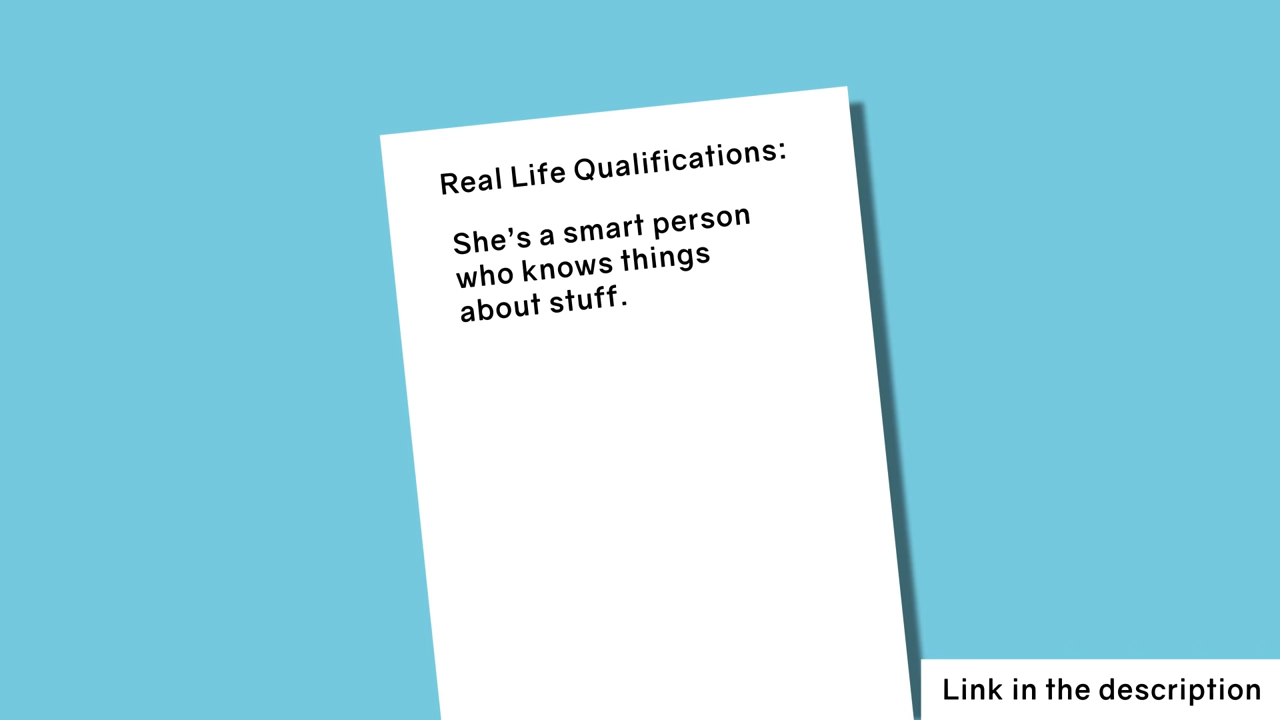 Real Life Qualifications:
She’s a smart person
who knows things
about stuff.
Link in the description